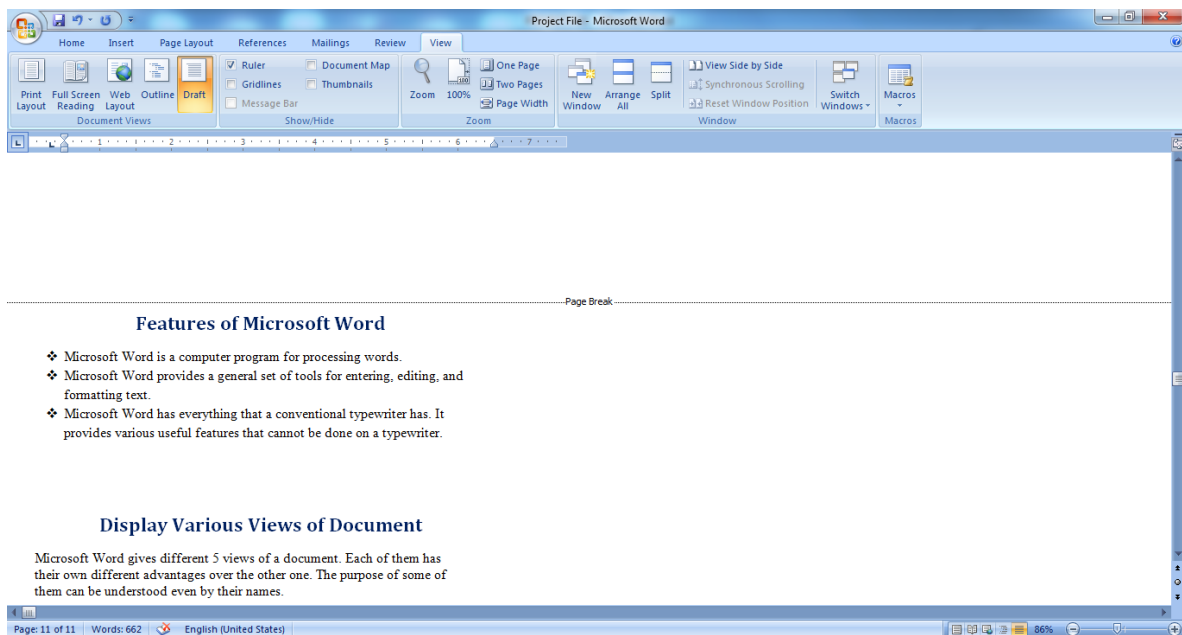 Project File - Microsoft Word
Home Insert Page Layout References Mailings Review View
Print Layout
Full Screen Reading
Web Layout
Outline
Draft
Document Views
Ruler
Gridlines
Message Bar
Document Map
Thumbnails
Show/Hide
Zoom
100%
One Page
Two Pages
Page Width
Zoom
New Window
Arrange All
Split
View Side by Side
Synchronous Scrolling
Reset Window Position
Switch Windows
Window
Macros
Macros
1 2 3 4 5 6 7
Page Break
Features of Microsoft Word
❖ Microsoft Word is a computer program for processing words.
❖ Microsoft Word provides a general set of tools for entering, editing, and
formatting text.
❖ Microsoft Word has everything that a conventional typewriter has. It
provides various useful features that cannot be done on a typewriter.
Display Various Views of Document
Microsoft Word gives different 5 views of a document. Each of them has
their own different advantages over the other one. The purpose of some of
them can be understood even by their names.
Page: 11 of 11 Words: 662 English (United States) 86%